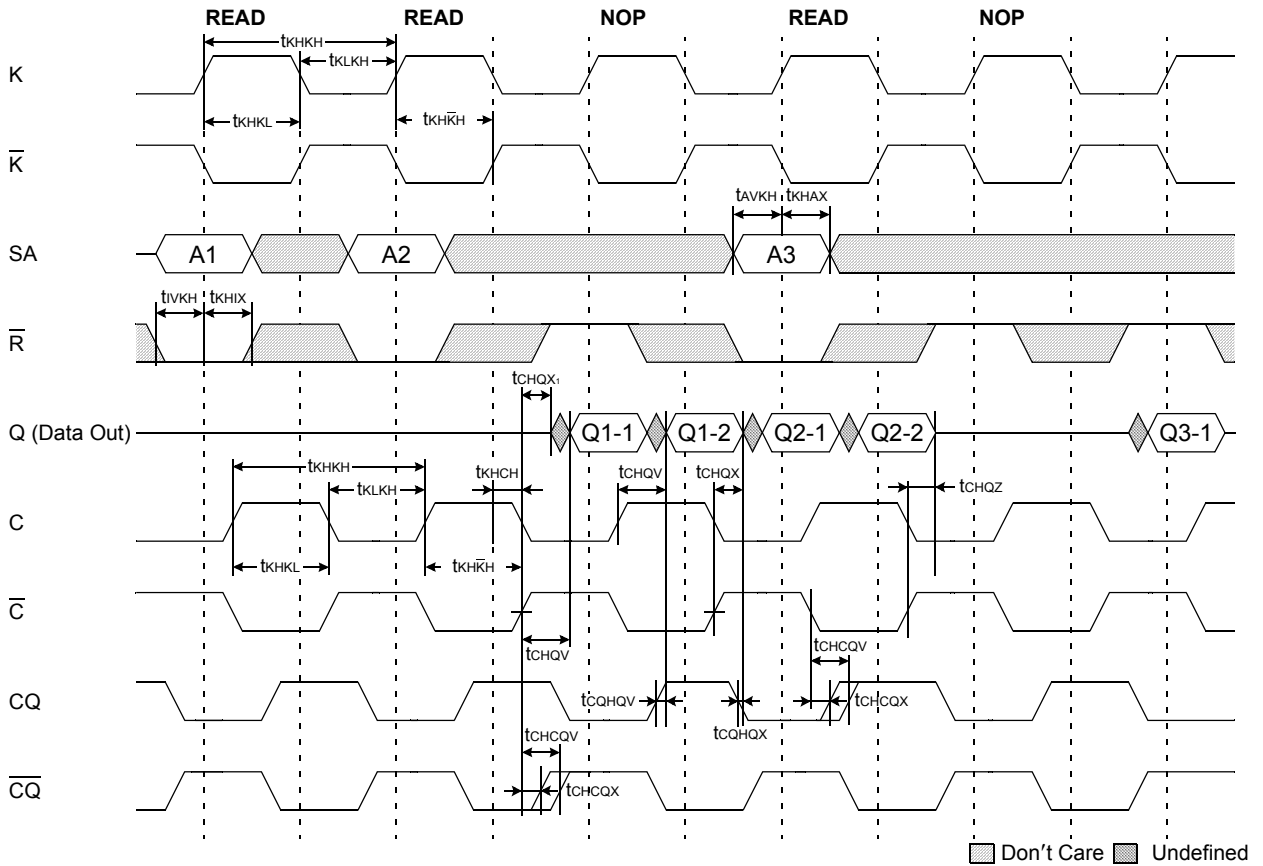 READ READ NOP READ NOP
tKHKH
tKLKH
K
tKHKL tKHK̅H
K̅
tAVKH tKHAX
SA A1 A2 A3
tIVKH tKHIX
R̅
tCHQX1
Q (Data Out) Q1-1 Q1-2 Q2-1 Q2-2 Q3-1
tKHKH tKHCH tCHQV tCHQX
tKLKH tCHQZ
C
tKHKL tKHK̅H
C̅
tCHQV tCHCQV
CQ tCQHQV tCHCQX
tCHCQV tCQHQX
C̅Q̅ tCHCQX
Don't Care Undefined